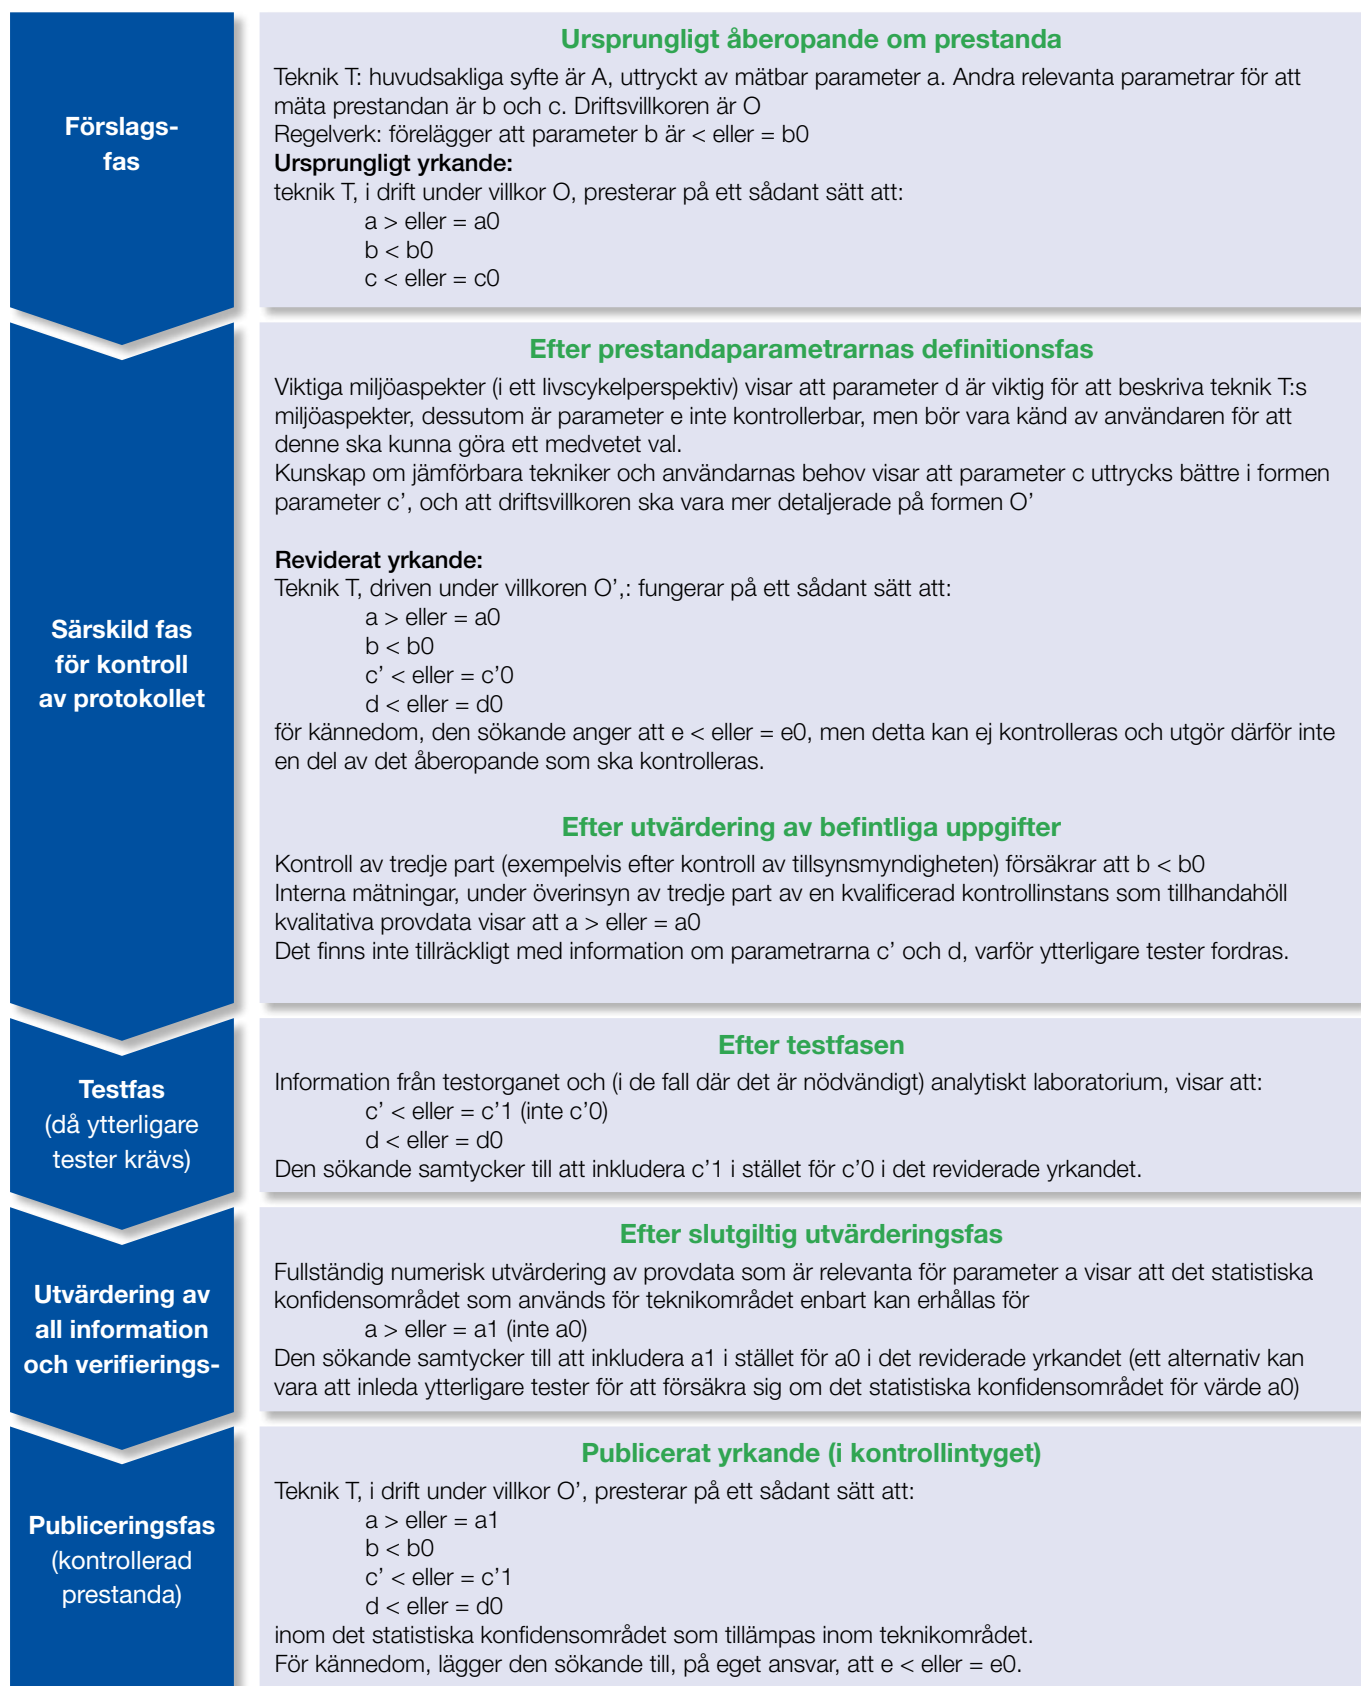 Förslags-
fas
Ursprungligt åberopande om prestanda
Teknik T: huvudsakliga syfte är A, uttryckt av mätbar parameter a. Andra relevanta parametrar för att
mäta prestandan är b och c. Driftsvillkoren är O
Regelverk: förelägger att parameter b är < eller = b0
Ursprungligt yrkande:
teknik T, i drift under villkor O, presterar på ett sådant sätt att:
a > eller = a0
b < b0
c < eller = c0
Särskild fas
för kontroll
av protokollet
Efter prestandaparametrarnas definitionsfas
Viktiga miljöaspekter (i ett livscykelperspektiv) visar att parameter d är viktig för att beskriva teknik T:s
miljöaspekter, dessutom är parameter e inte kontrollerbar, men bör vara känd av användaren för att
denne ska kunna göra ett medvetet val.
Kunskap om jämförbara tekniker och användarnas behov visar att parameter c uttrycks bättre i formen
parameter c’, och att driftsvillkoren ska vara mer detaljerade på formen O’
Reviderat yrkande:
Teknik T, driven under villkoren O’,: fungerar på ett sådant sätt att:
a > eller = a0
b < b0
c’ < eller = c’0
d < eller = d0
för kännedom, den sökande anger att e < eller = e0, men detta kan ej kontrolleras och utgör därför inte
en del av det åberopande som ska kontrolleras.
Efter utvärdering av befintliga uppgifter
Kontroll av tredje part (exempelvis efter kontroll av tillsynsmyndigheten) försäkrar att b < b0
Interna mätningar, under överinsyn av tredje part av en kvalificerad kontrollinstans som tillhandahöll
kvalitativa provdata visar att a > eller = a0
Det finns inte tillräckligt med information om parametrarna c’ och d, varför ytterligare tester fordras.
Testfas
(då ytterligare
tester krävs)
Efter testfasen
Information från testorganet och (i de fall där det är nödvändigt) analytiskt laboratorium, visar att:
c’ < eller = c’1 (inte c’0)
d < eller = d0
Den sökande samtycker till att inkludera c’1 i stället för c’0 i det reviderade yrkandet.
Utvärdering av
all information
och verifierings-
Efter slutgiltig utvärderingsfas
Fullständig numerisk utvärdering av provdata som är relevanta för parameter a visar att det statistiska
konfidensområdet som används för teknikområdet enbart kan erhållas för
a > eller = a1 (inte a0)
Den sökande samtycker till att inkludera a1 i stället för a0 i det reviderade yrkandet (ett alternativ kan
vara att inleda ytterligare tester för att försäkra sig om det statistiska konfidensområdet för värde a0)
Publiceringsfas
(kontrollerad
prestanda)
Publicerat yrkande (i kontrollintyget)
Teknik T, i drift under villkor O’, presterar på ett sådant sätt att:
a > eller = a1
b < b0
c’ < eller = c’1
d < eller = d0
inom det statistiska konfidensområdet som tillämpas inom teknikområdet.
För kännedom, lägger den sökande till, på eget ansvar, att e < eller = e0.